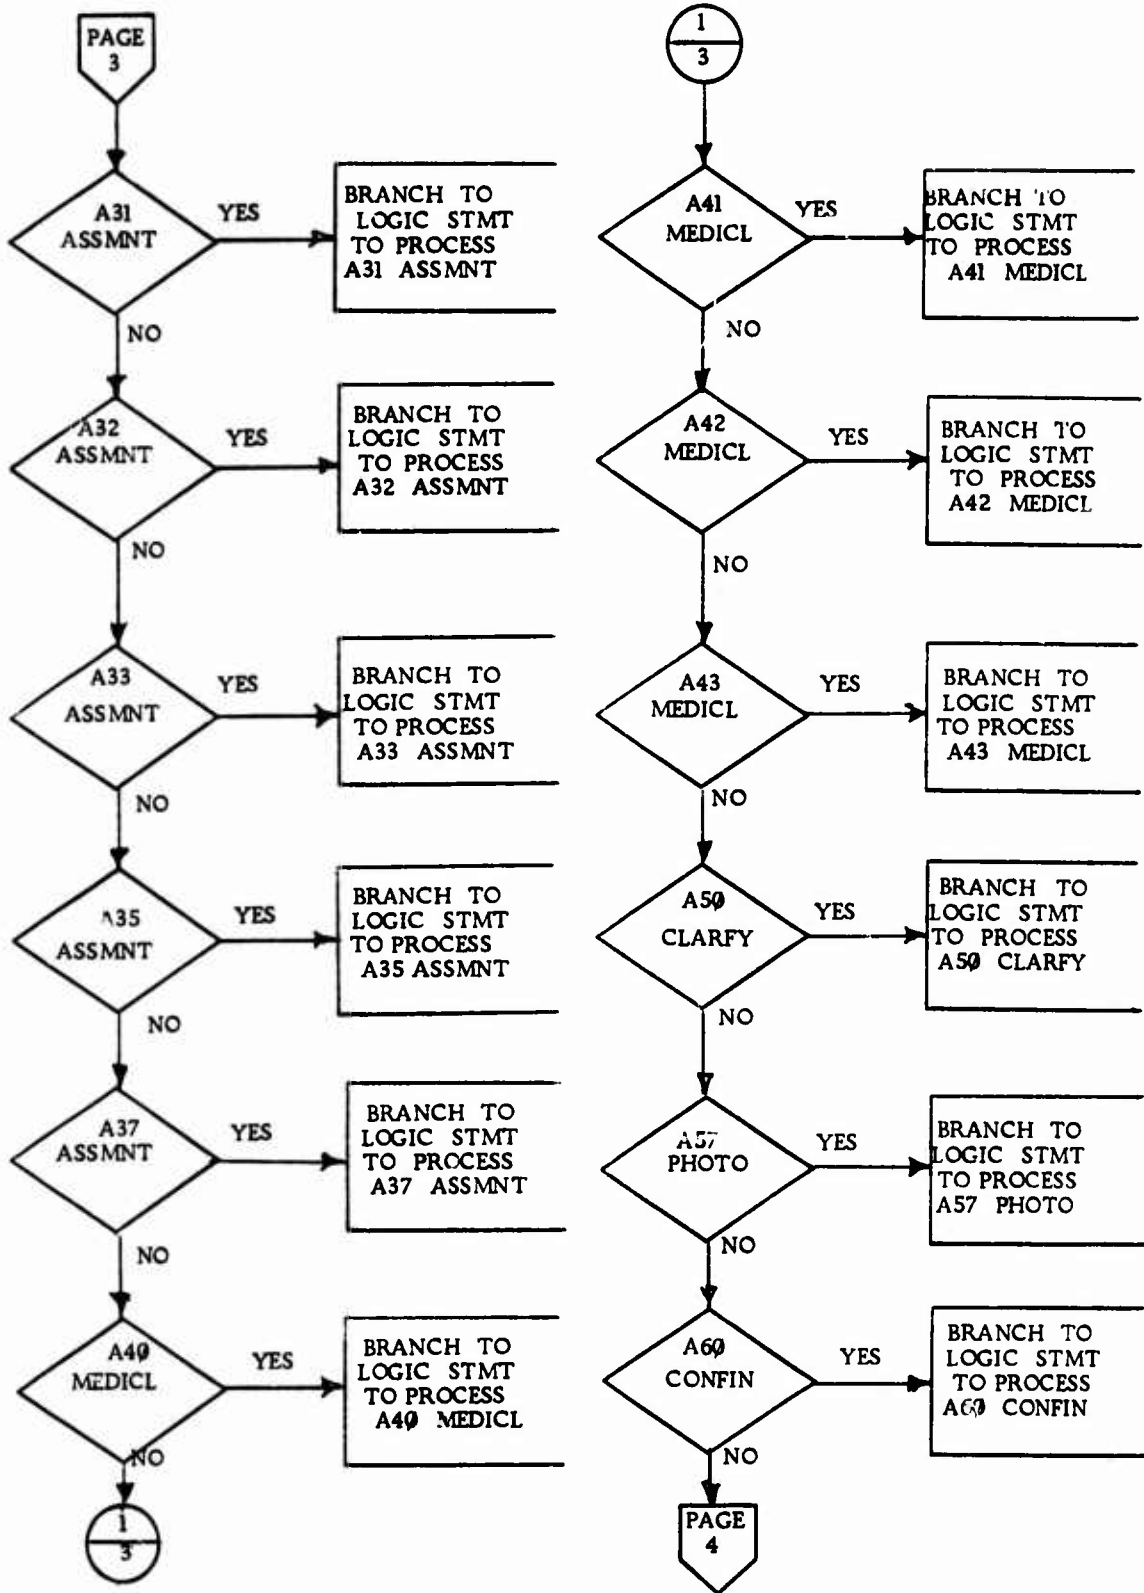 PAGE
3
A31
ASSMNT
YES
BRANCH TO
LOGIC STMT
TO PROCESS
A31 ASSMNT
NO
A32
ASSMNT
YES
BRANCH TO
LOGIC STMT
TO PROCESS
A32 ASSMNT
NO
A33
ASSMNT
YES
BRANCH TO
LOGIC STMT
TO PROCESS
A33 ASSMNT
NO
A35
ASSMNT
YES
BRANCH TO
LOGIC STMT
TO PROCESS
A35 ASSMNT
NO
A37
ASSMNT
YES
BRANCH TO
LOGIC STMT
TO PROCESS
A37 ASSMNT
NO
A4Ø
MEDICL
YES
BRANCH TO
LOGIC STMT
TO PROCESS
A4Ø MEDICL
NO
1
3
1
3
A41
MEDICL
YES
BRANCH TO
LOGIC STMT
TO PROCESS
A41 MEDICL
NO
A42
MEDICL
YES
BRANCH TO
LOGIC STMT
TO PROCESS
A42 MEDICL
NO
A43
MEDICL
YES
BRANCH TO
LOGIC STMT
TO PROCESS
A43 MEDICL
NO
A5Ø
CLARFY
YES
BRANCH TO
LOGIC STMT
TO PROCESS
A5Ø CLARFY
NO
A57
PHOTO
YES
BRANCH TO
LOGIC STMT
TO PROCESS
A57 PHOTO
NO
A6Ø
CONFIN
YES
BRANCH TO
LOGIC STMT
TO PROCESS
A6Ø CONFIN
NO
PAGE
4